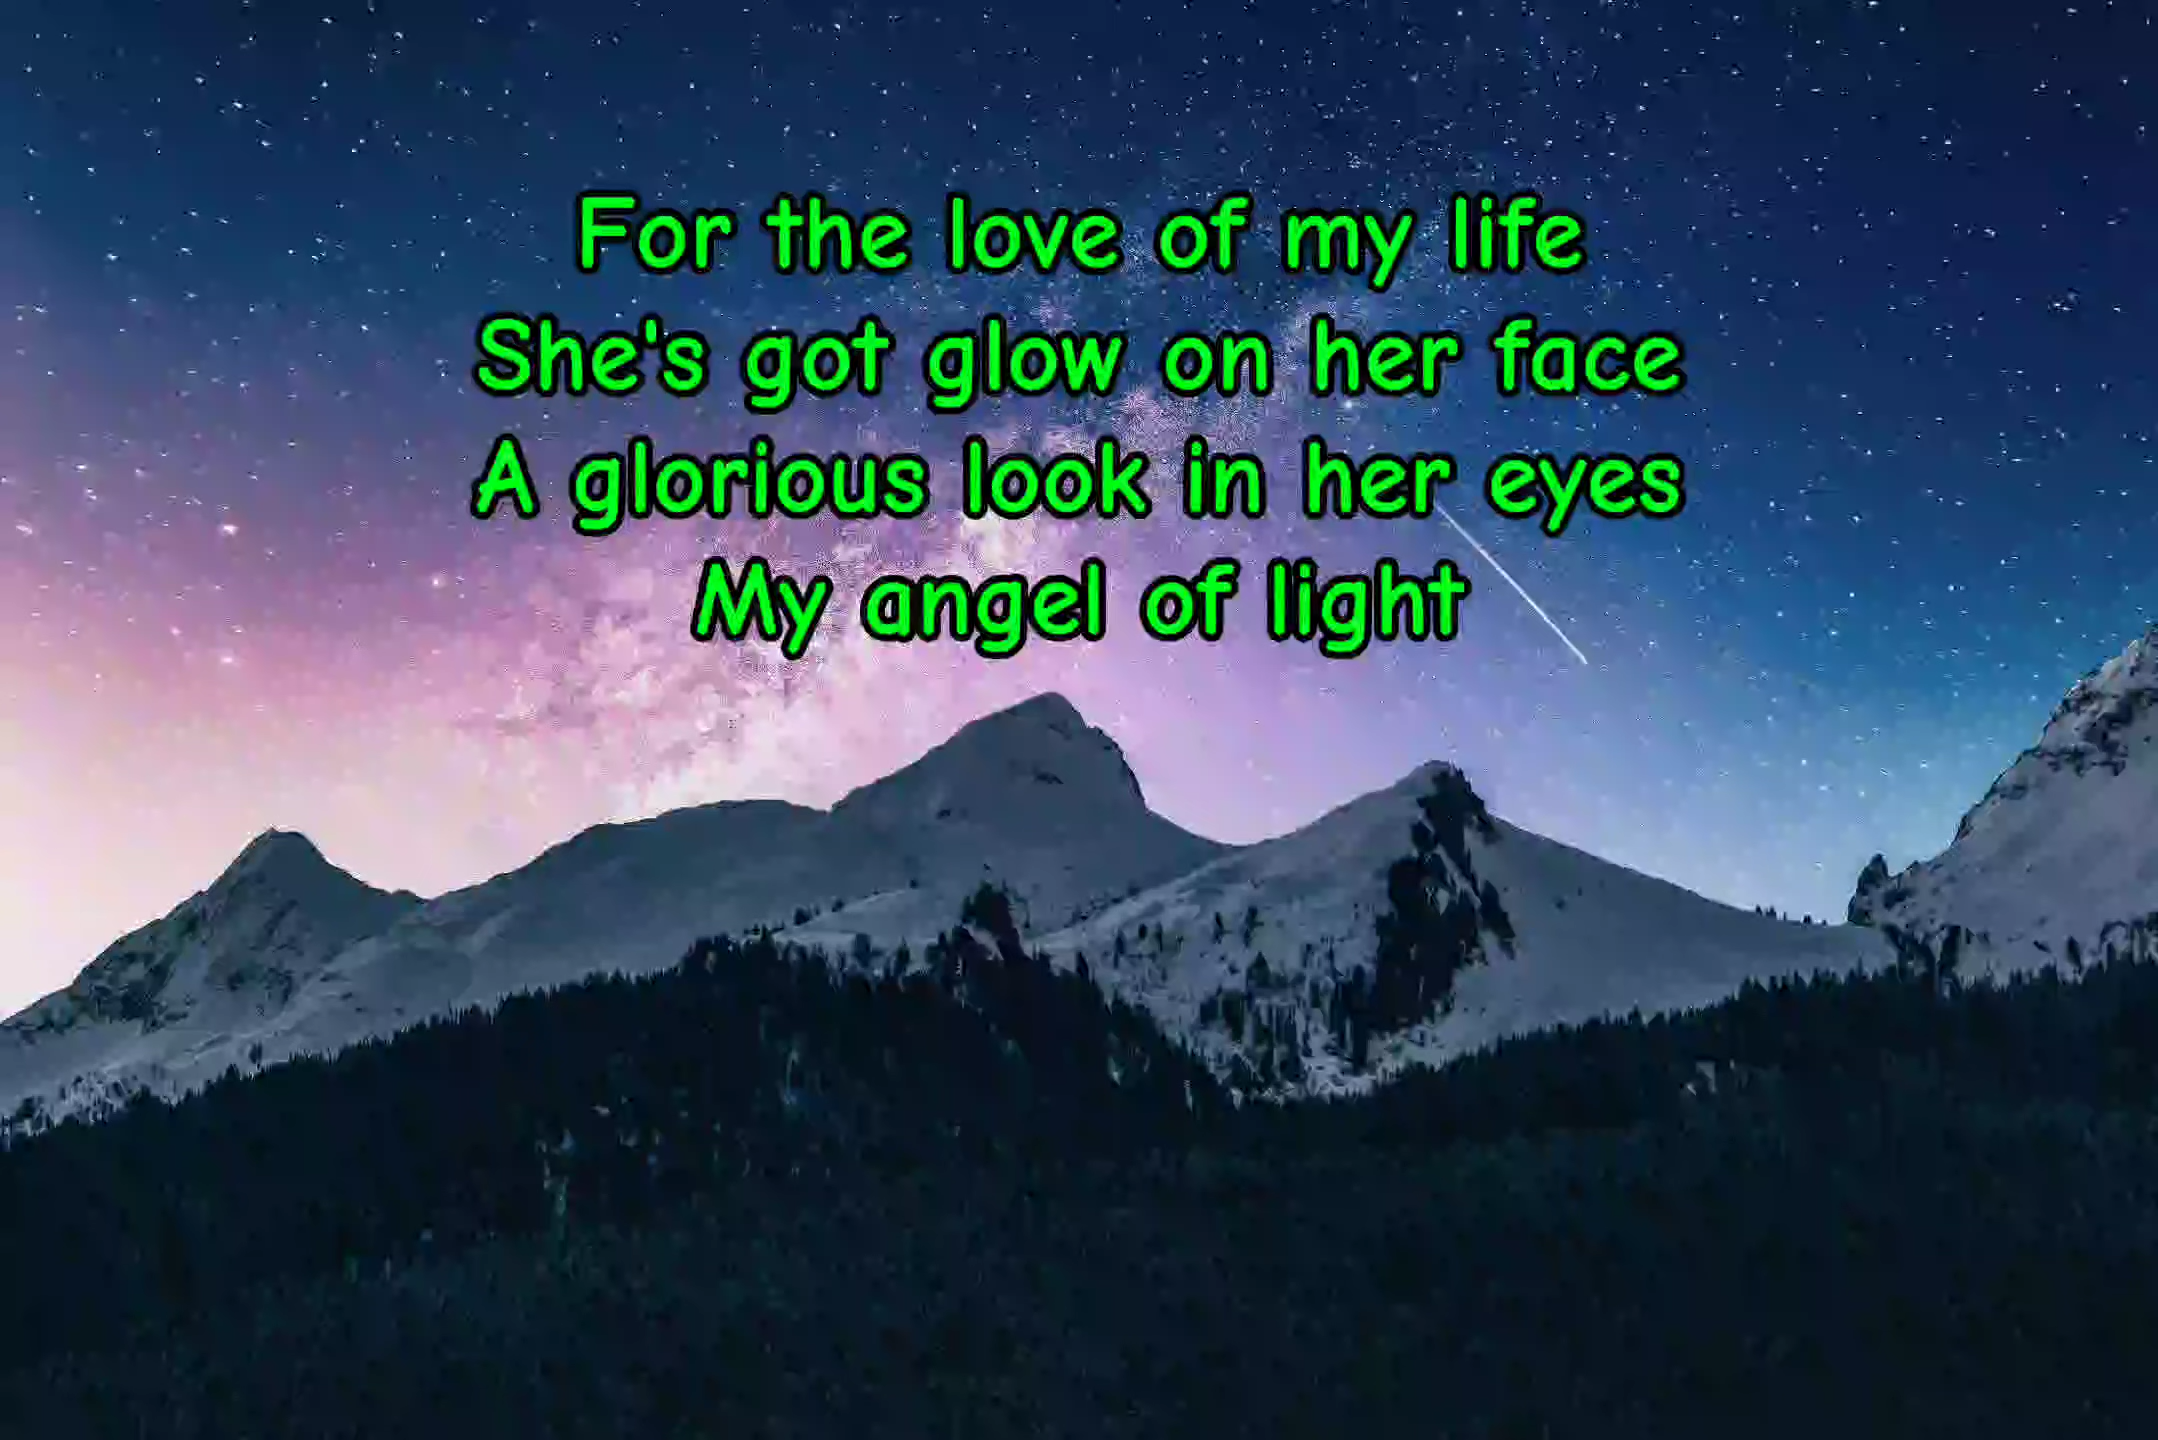 For the love of my life
She's got glow on her face
A glorious look in her eyes
My angel of light